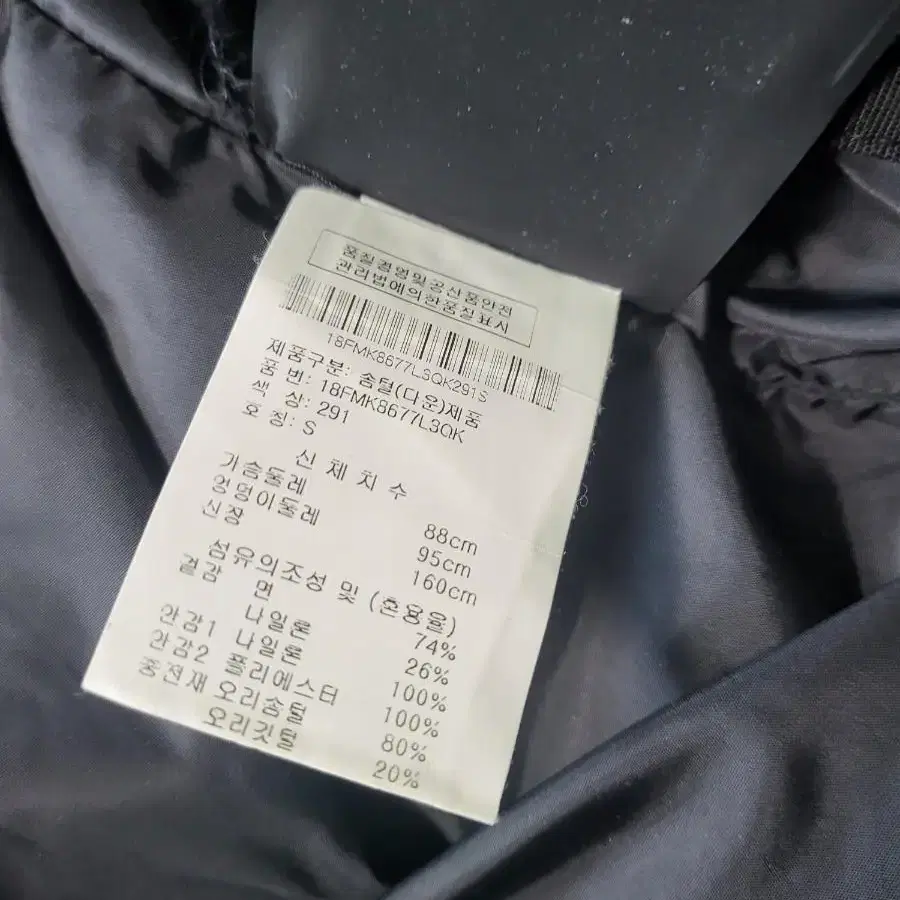 품질경영및공산품안전
관리법에의한품질표시
18FMK8677L3QK291S
제품구분: 솜털(다운)제품
품 번: 18FMK8677L3QK
색 상: 291
호 칭: S
신 체 치 수
가슴둘레 88cm
엉덩이둘레 95cm
신장 160cm
섬유의조성 및 (혼용율)
겉감 면 74%
나일론 26%
안감1 나일론 100%
안감2 폴리에스터 100%
충전재 오리솜털 80%
오리깃털 20%